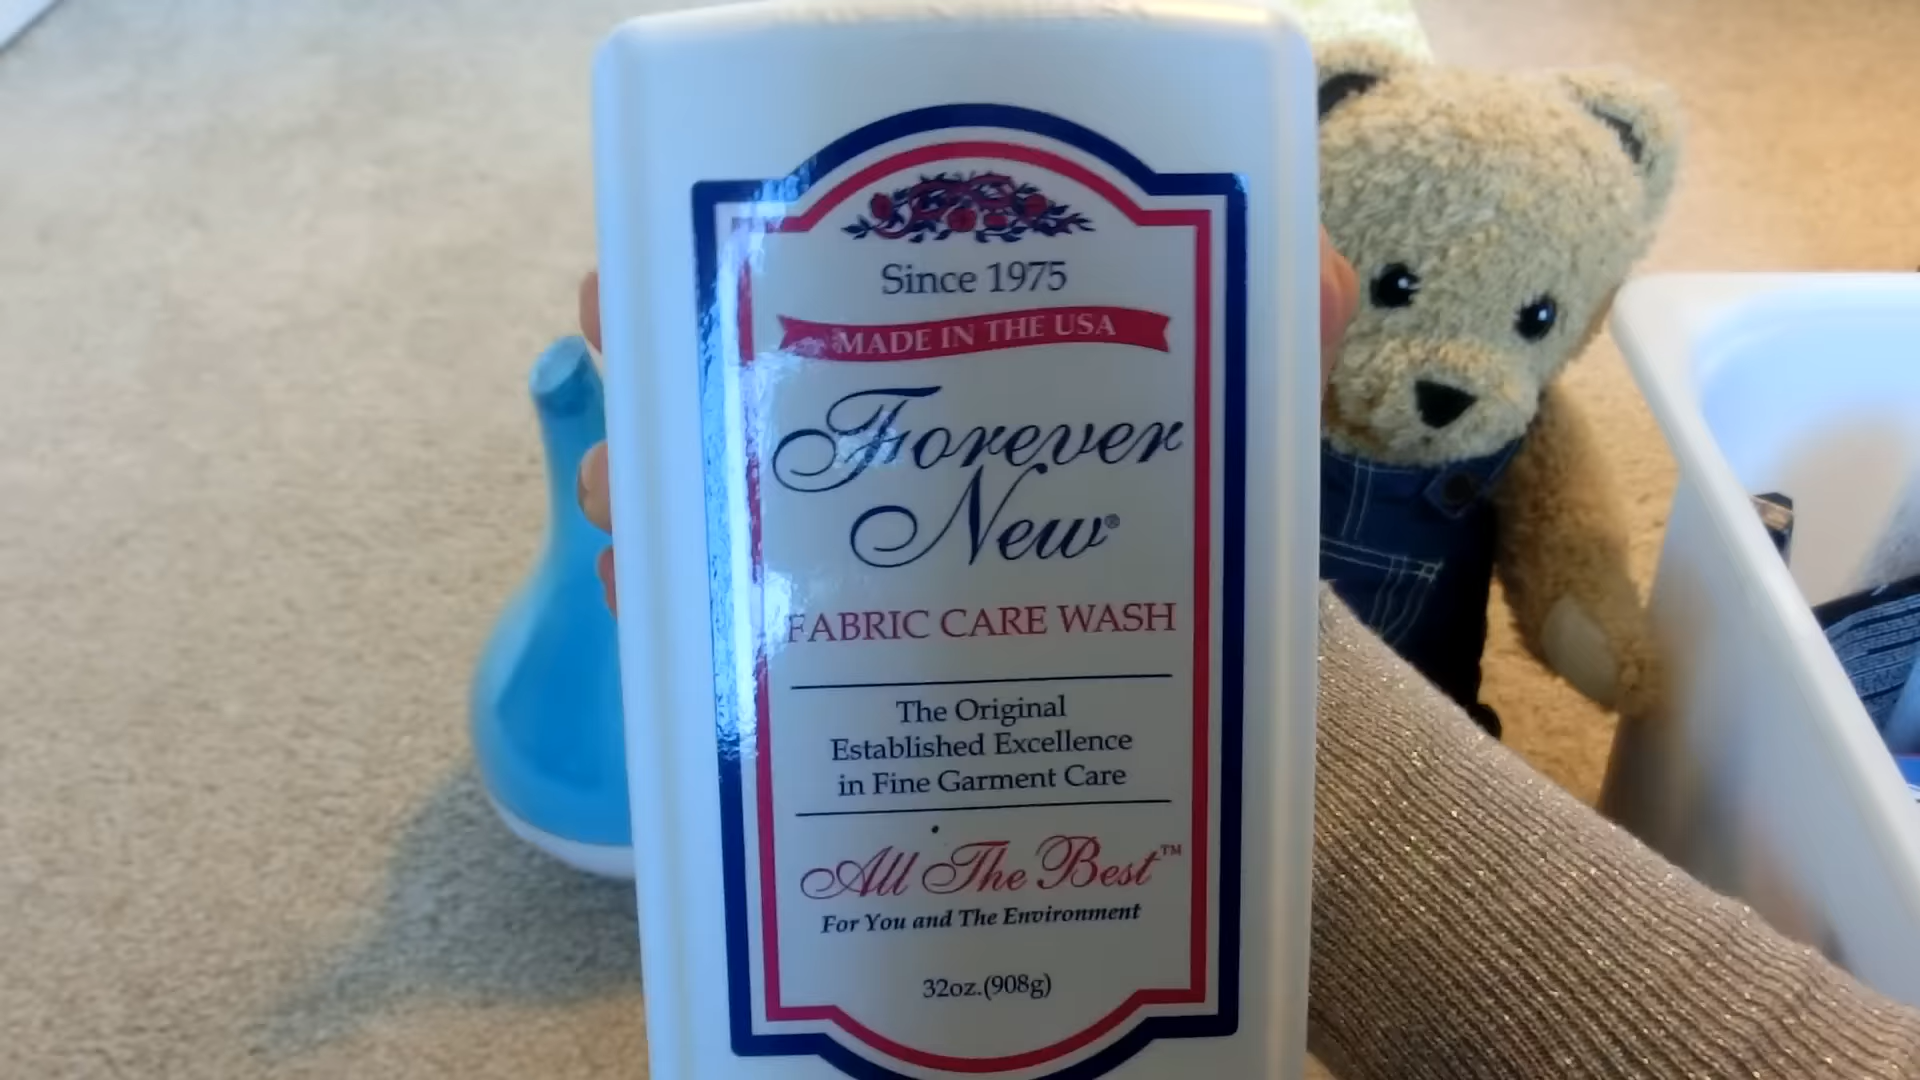 Since 1975
MADE IN THE USA
Forever
New®
FABRIC CARE WASH
The Original
Established Excellence
in Fine Garment Care
All The Best™
For You and The Environment
32oz.(908g)